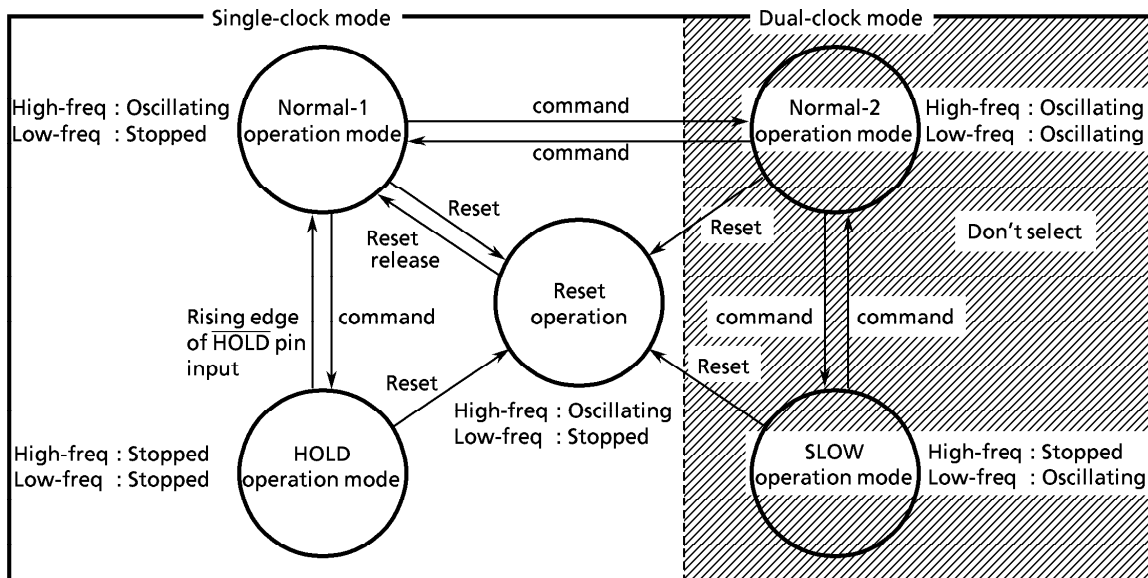 Single-clock mode
Dual-clock mode
High-freq : Oscillating
Low-freq : Stopped
Normal-1
operation mode
command
command
Normal-2
operation mode
High-freq : Oscillating
Low-freq : Oscillating
Reset
Reset
release
Reset
Don't select
Reset
operation
Rising edge
of HOLD pin
input
command
command
command
Reset
Reset
High-freq : Oscillating
Low-freq : Stopped
High-freq : Stopped
Low-freq : Stopped
HOLD
operation mode
SLOW
operation mode
High-freq : Stopped
Low-freq : Oscillating